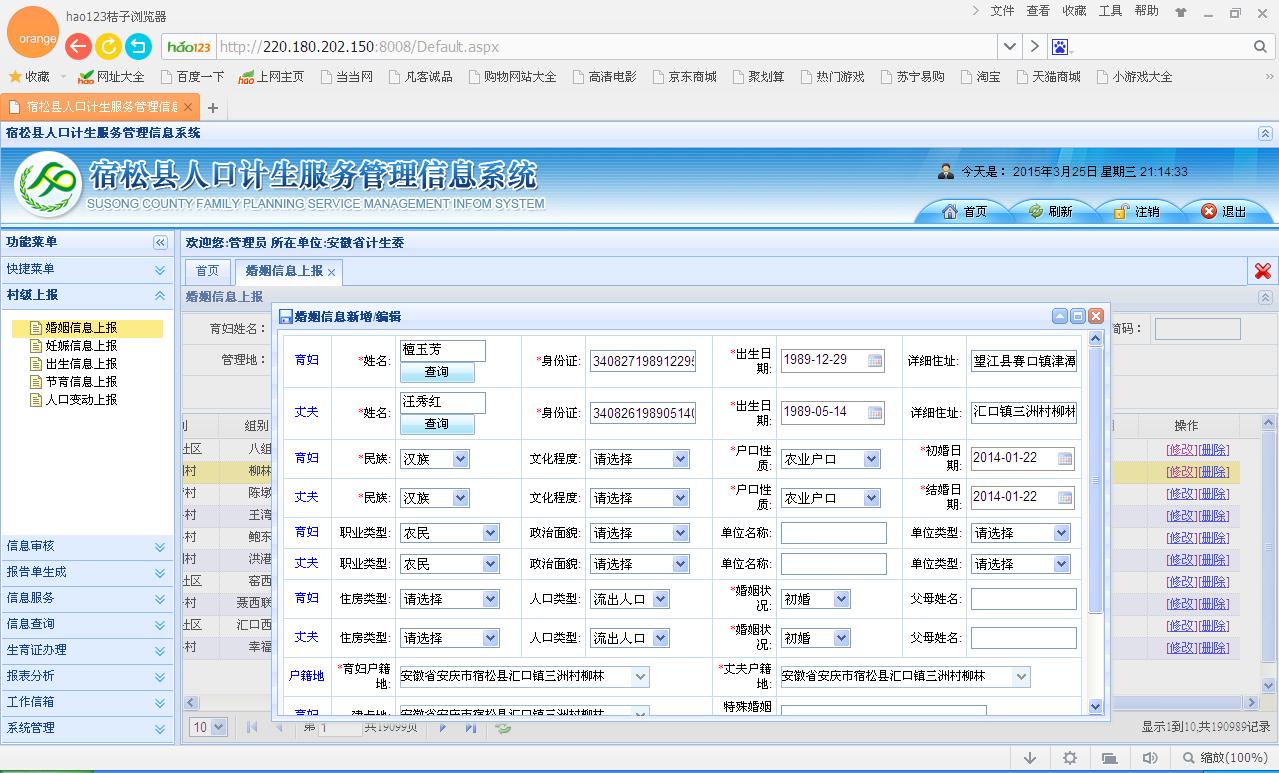 hao123桔子浏览器
文件 查看 收藏 工具 帮助
orange
hao123 http://220.180.202.150:8008/Default.aspx
收藏 网址大全 百度一下 上网主页 当当网 凡客诚品 购物网站大全 高清电影 京东商城 聚划算 热门游戏 苏宁易购 淘宝 天猫商城 小游戏大全
宿松县人口计生服务管理信息
宿松县人口计生服务管理信息系统
宿松县人口计生服务管理信息系统
SUSONG COUNTY FAMILY PLANNING SERVICE MANAGEMENT INFOM SYSTEM
今天是： 2015年3月25日 星期三 21:14:33
首页 刷新 注销 退出
功能菜单
欢迎您:管理员 所在单位:安徽省计生委
快捷菜单
首页 婚姻信息上报
村级上报
婚姻信息上报
婚姻信息上报
妊娠信息上报
出生信息上报
节育信息上报
人口变动上报
信息审核
报告单生成
信息服务
信息查询
生育证办理
报表分析
工作信箱
系统管理
育妇姓名：
管理地：
组别
社区 八组
村 柳林
村 陈墩
村 王湾
村 鲍东
村 洪港
社区 窑西
村 聂西联
社区 汇口西
村 幸福
婚姻信息新增/编辑
育妇 *姓名: 檀玉芳 查询 *身份证: 34082719891229 *出生日期: 1989-12-29 详细住址: 望江县赛口镇津
丈夫 *姓名: 汪秀红 查询 *身份证: 34082619890514 *出生日期: 1989-05-14 详细住址: 汇口镇三洲村柳林
育妇 *民族: 汉族 文化程度: 请选择 *户口性质: 农业户口 *初婚日期: 2014-01-22
丈夫 *民族: 汉族 文化程度: 请选择 *户口性质: 农业户口 *结婚日期: 2014-01-22
育妇 职业类型: 农民 政治面貌: 请选择 单位名称: 单位类型: 请选择
丈夫 职业类型: 农民 政治面貌: 请选择 单位名称: 单位类型: 请选择
育妇 住房类型: 请选择 人口类型: 流出人口 *婚姻状况: 初婚 父母姓名:
丈夫 住房类型: 请选择 人口类型: 流出人口 *婚姻状况: 初婚 父母姓名:
户籍地 *育妇户籍地: 安徽省安庆市宿松县汇口镇三洲村柳林 *丈夫户籍地: 安徽省安庆市宿松县汇口镇三洲村柳林
育妇 安徽省安庆市宿松县汇口镇三洲村柳林 特殊婚姻
码：
操作
[修改][删除]
[修改][删除]
[修改][删除]
[修改][删除]
[修改][删除]
[修改][删除]
[修改][删除]
[修改][删除]
[修改][删除]
[修改][删除]
10 第 1 共19099页
显示1到10,共190989记录
缩放(100%)